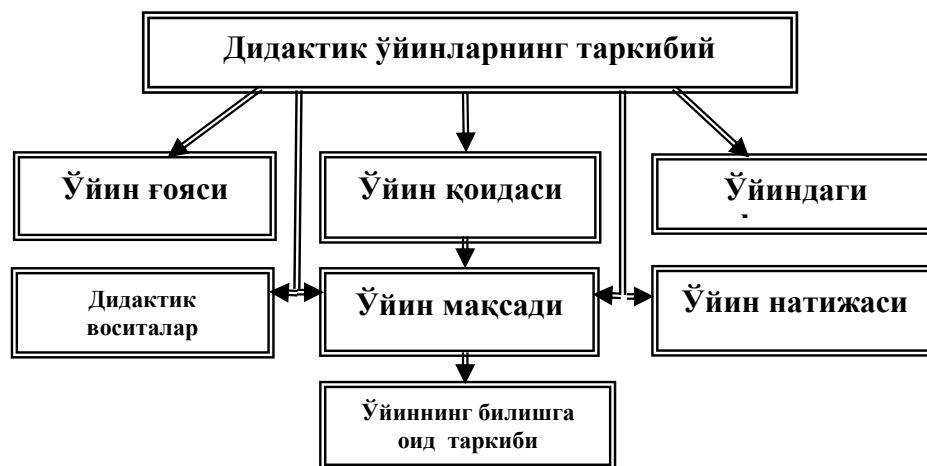 Дидактик ўйинларнинг таркибий
Ўйин ғояси
Ўйин қоидаси
Ўйиндаги
Дидактик
воситалар
Ўйин мақсади
Ўйин натижаси
Ўйиннинг билишга
оид таркиби